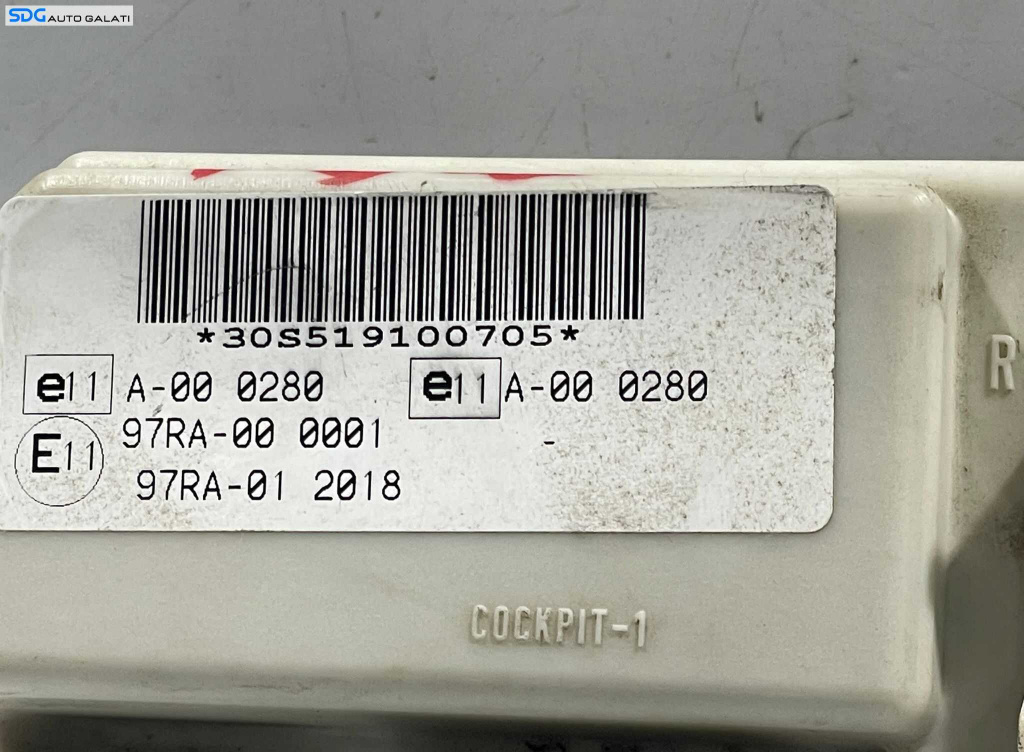 SDG AUTO GALATI
*30S519100705*
e11 A-00 0280 e11 A-00 0280
E11 97RA-00 0001 -
97RA-01 2018
R
COCKPIT-1